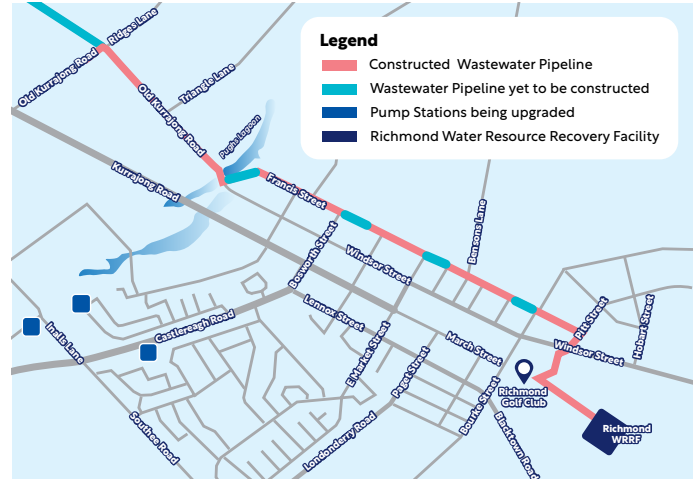 Legend
Constructed Wastewater Pipeline
Wastewater Pipeline yet to be constructed
Pump Stations being upgraded
Richmond Water Resource Recovery Facility
Old Kurrajong Road
Ridges Lane
Triangle Lane
Old Kurrajong Road
Pughs Lagoon
Kurrajong Road
Francis Street
Bensons Lane
Bosworth Street
Windsor Street
Lennox Street
Castlereagh Road
Inalls Lane
E Market Street
Paget Street
March Street
Pitt Street
Hobart Street
Windsor Street
Richmond
Golf Club
Bourke Street
Blacktown Road
Londonderry Road
Southee Road
Richmond
WRRF